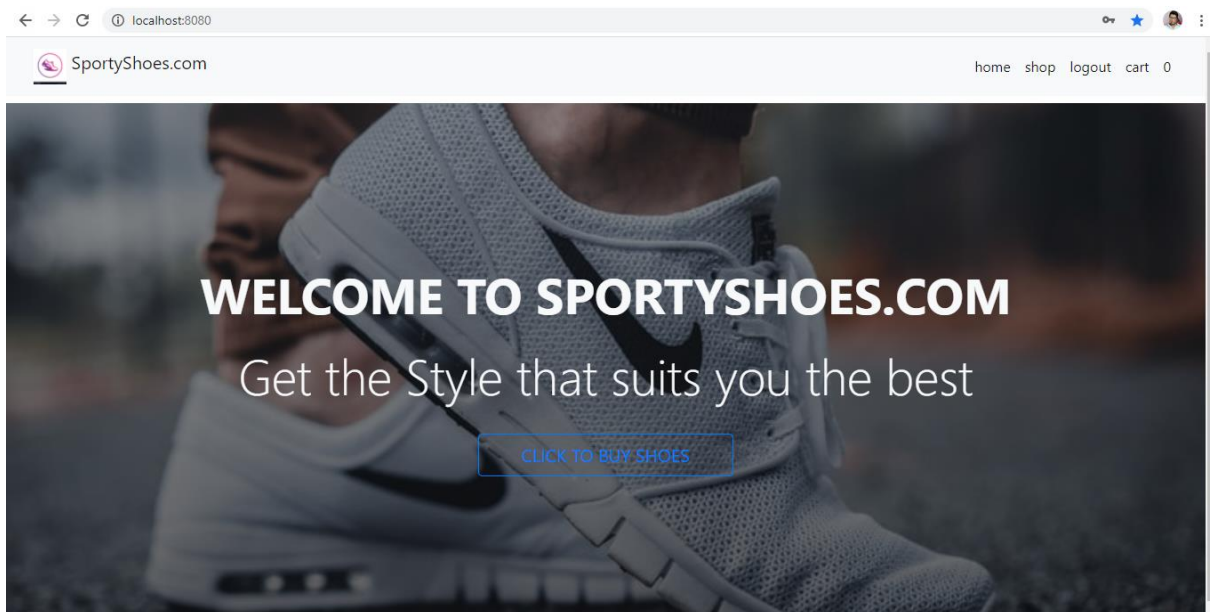 localhost:8080
SportyShoes.com
home shop logout cart 0
WELCOME TO SPORTYSHOES.COM
Get the Style that suits you the best
CLICK TO BUY SHOES